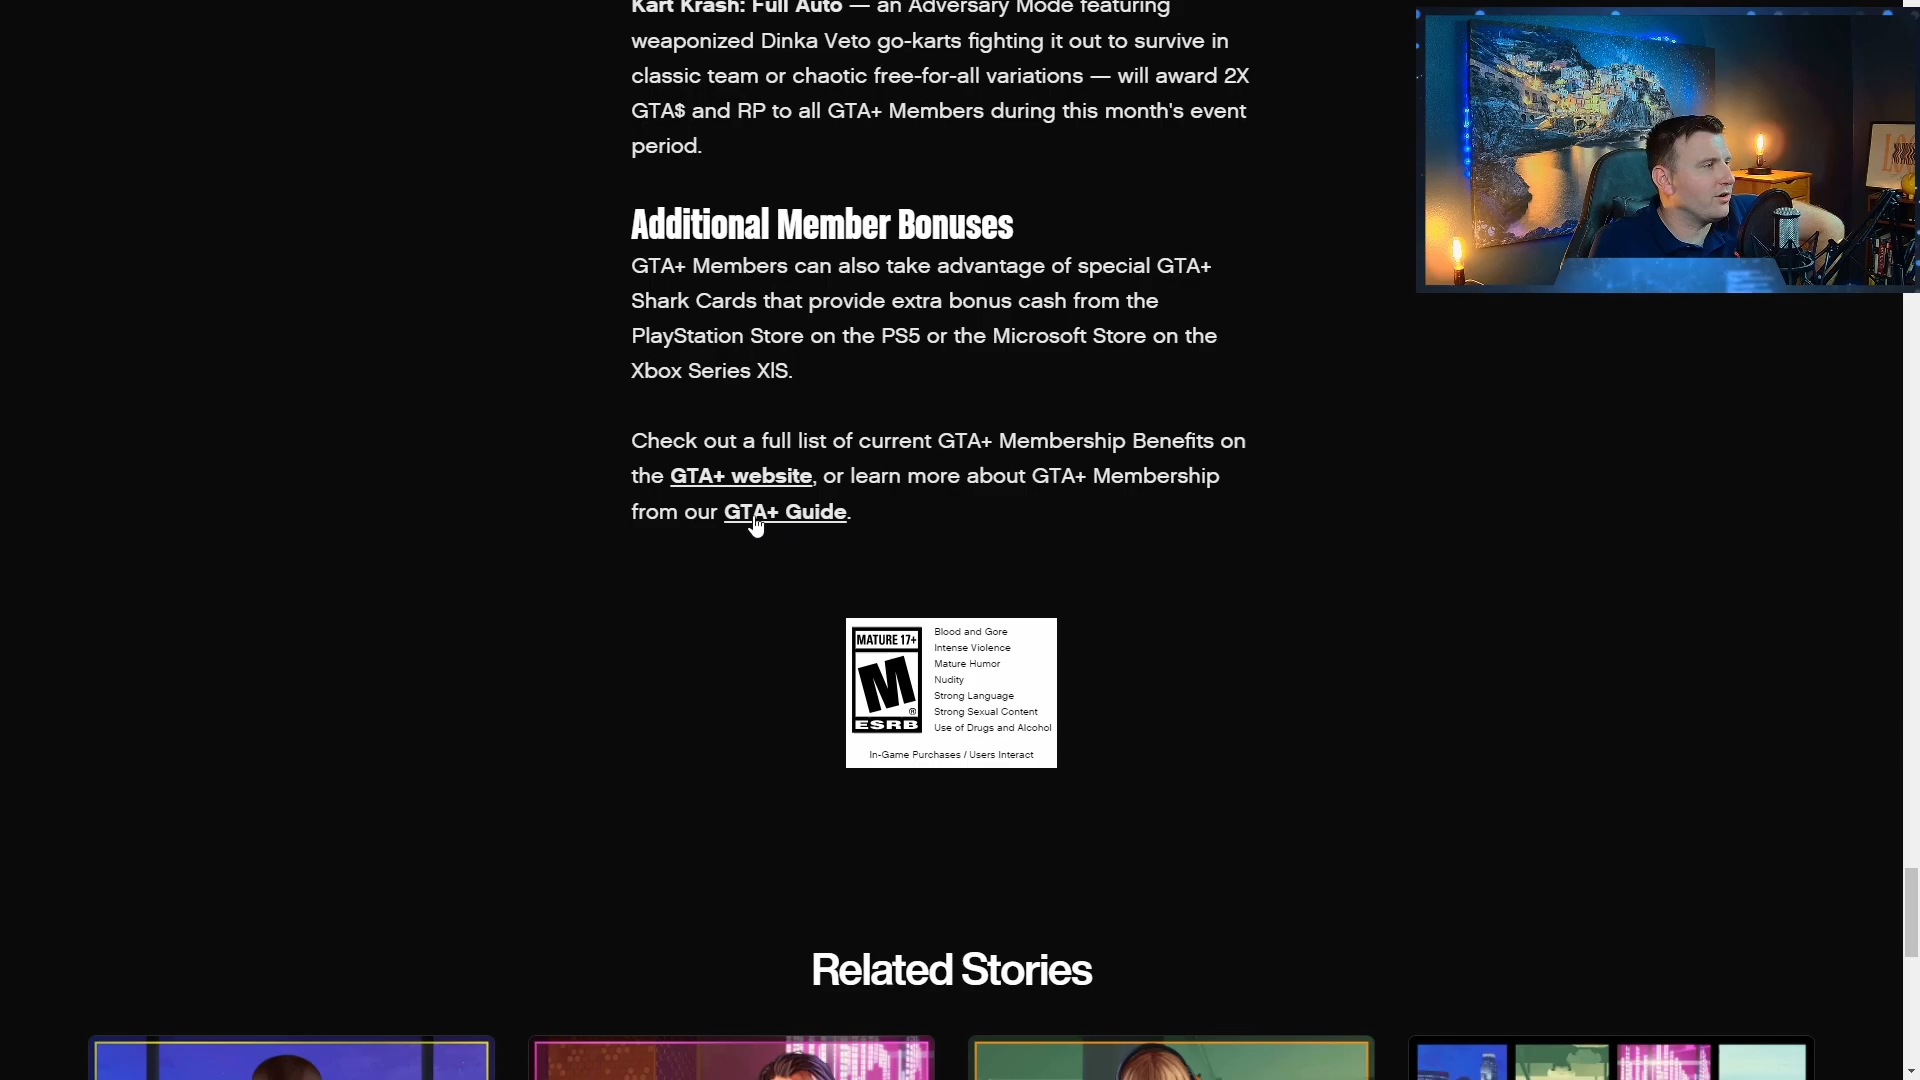 Kart Krash: Full Auto — an Adversary Mode featuring
weaponized Dinka Veto go-karts fighting it out to survive in
classic team or chaotic free-for-all variations — will award 2X
GTA$ and RP to all GTA+ Members during this month's event
period.
Additional Member Bonuses
GTA+ Members can also take advantage of special GTA+
Shark Cards that provide extra bonus cash from the
PlayStation Store on the PS5 or the Microsoft Store on the
Xbox Series X|S.
Check out a full list of current GTA+ Membership Benefits on
the GTA+ website, or learn more about GTA+ Membership
from our GTA+ Guide.
MATURE 17+
M
®
ESRB
Blood and Gore
Intense Violence
Mature Humor
Nudity
Strong Language
Strong Sexual Content
Use of Drugs and Alcohol
In-Game Purchases / Users Interact
Related Stories